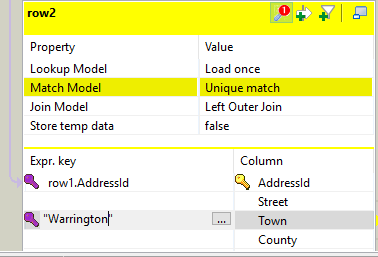 row2
1
Property Value
Lookup Model Load once
Match Model Unique match
Join Model Left Outer Join
Store temp data false
Expr. key Column
row1.AddressId AddressId
Street
"Warrington" ... Town
County